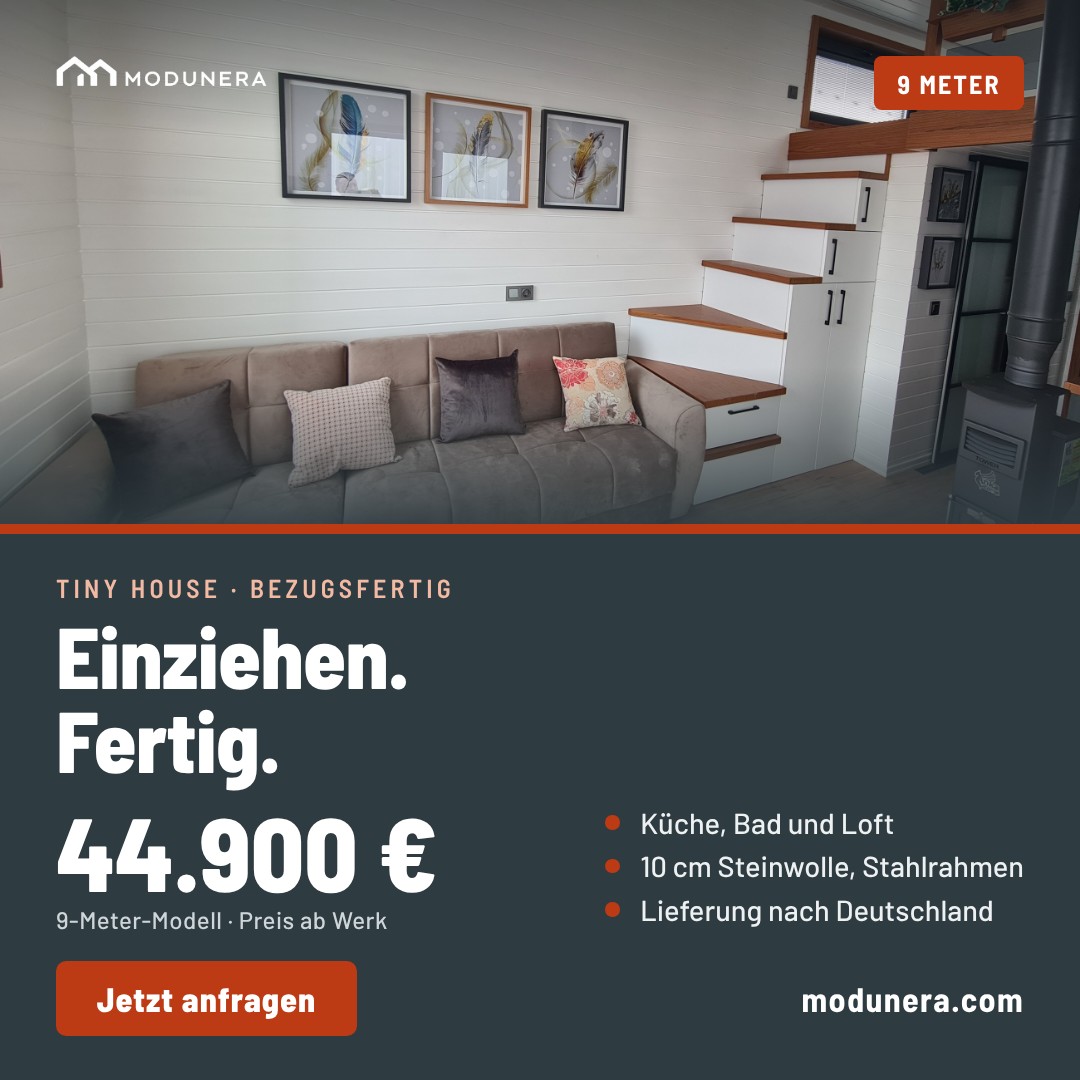 MODUNERA
9 METER
TINY HOUSE · BEZUGSFERTIG
Einziehen.
Fertig.
44.900 €
9-Meter-Modell · Preis ab Werk
Küche, Bad und Loft
10 cm Steinwolle, Stahlrahmen
Lieferung nach Deutschland
Jetzt anfragen
modunera.com